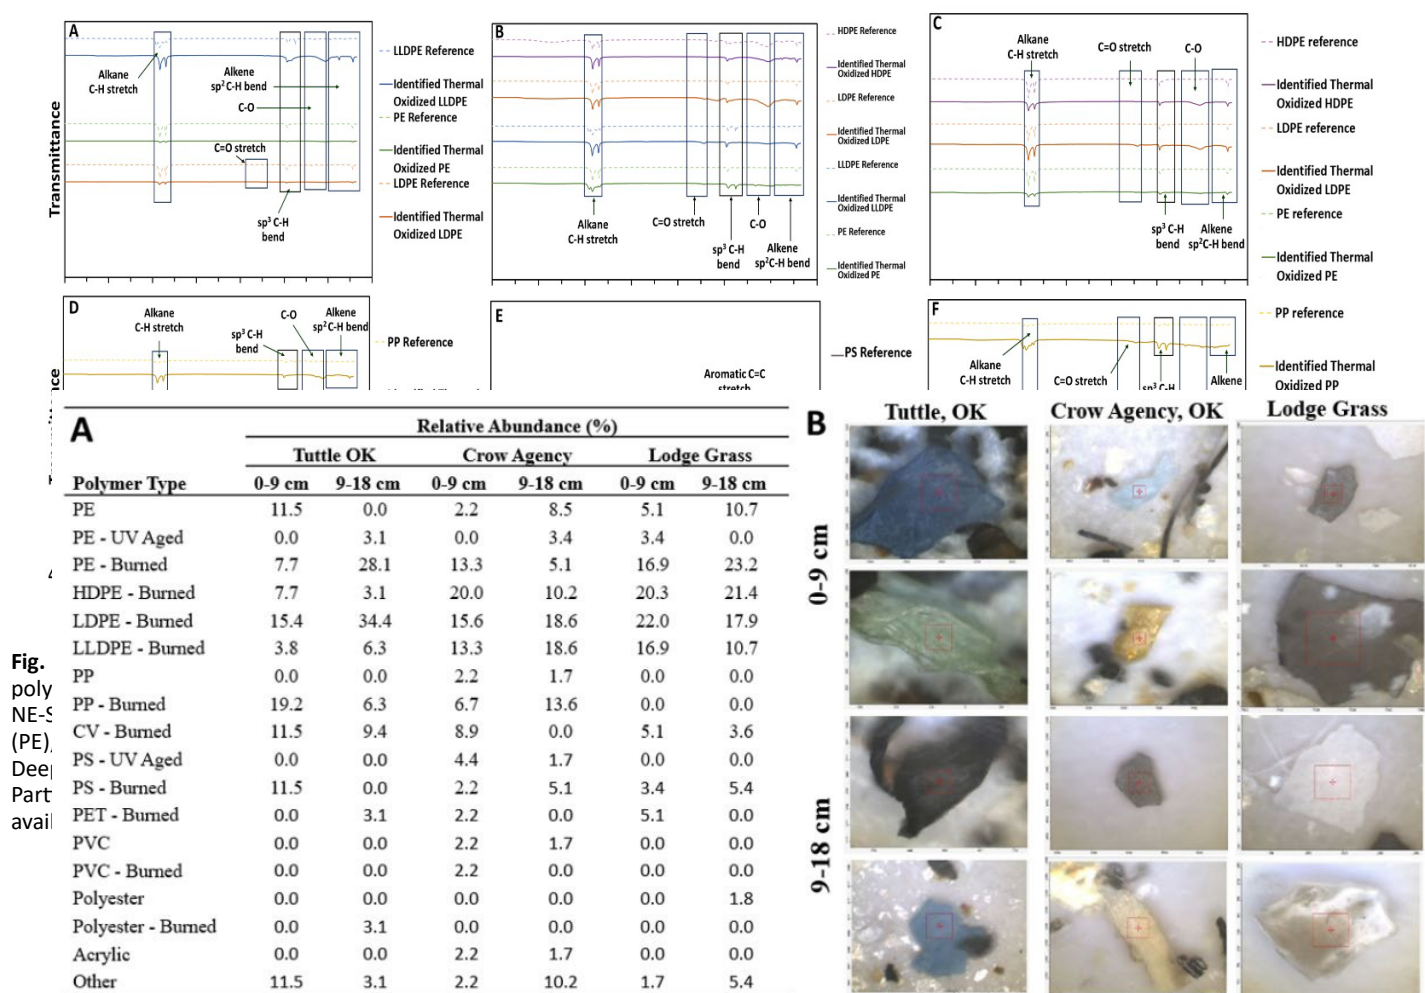 A
LLDPE Reference
Identified Thermal
Oxidized LLDPE
PE Reference
Identified Thermal
Oxidized PE
LDPE Reference
Identified Thermal
Oxidized LDPE
Alkane
C-H stretch
Alkene
sp2 C-H bend
C-O
C=O stretch
sp3 C-H
bend
Transmittance
B
HDPE Reference
Identified Thermal
Oxidized HDPE
LDPE Reference
Identified Thermal
Oxidized LDPE
LLDPE Reference
Identified Thermal
Oxidized LLDPE
PE Reference
Identified Thermal
Oxidized PE
Alkane
C-H stretch
C=O stretch
sp3 C-H
bend
C-O
Alkene
sp2C-H bend
C
Alkane
C-H stretch
C=O stretch
C-O
sp3 C-H
bend
Alkene
sp2C-H bend
HDPE reference
Identified Thermal
Oxidized HDPE
LDPE reference
Identified Thermal
Oxidized LDPE
PE reference
Identified Thermal
Oxidized PE
D
Alkane
C-H stretch
sp3 C-H
bend
C-O
Alkene
sp2C-H bend
PP Reference
E
Aromatic C=C
stretch
PS Reference
F
Alkane
C-H stretch
C=O stretch
sp3 C-H
Alkene
PP reference
Identified Thermal
Oxidized PP
Fig.
poly
NE-S
(PE),
Deep
Part
avail
A
Relative Abundance (%)
Tuttle OK Crow Agency Lodge Grass
Polymer Type 0-9 cm 9-18 cm 0-9 cm 9-18 cm 0-9 cm 9-18 cm
PE 11.5 0.0 2.2 8.5 5.1 10.7
PE - UV Aged 0.0 3.1 0.0 3.4 3.4 0.0
PE - Burned 7.7 28.1 13.3 5.1 16.9 23.2
HDPE - Burned 7.7 3.1 20.0 10.2 20.3 21.4
LDPE - Burned 15.4 34.4 15.6 18.6 22.0 17.9
LLDPE - Burned 3.8 6.3 13.3 18.6 16.9 10.7
PP 0.0 0.0 2.2 1.7 0.0 0.0
PP - Burned 19.2 6.3 6.7 13.6 0.0 0.0
CV - Burned 11.5 9.4 8.9 0.0 5.1 3.6
PS - UV Aged 0.0 0.0 4.4 1.7 0.0 0.0
PS - Burned 11.5 0.0 2.2 5.1 3.4 5.4
PET - Burned 0.0 3.1 2.2 0.0 5.1 0.0
PVC 0.0 0.0 2.2 1.7 0.0 0.0
PVC - Burned 0.0 0.0 2.2 0.0 0.0 0.0
Polyester 0.0 0.0 0.0 0.0 0.0 1.8
Polyester - Burned 0.0 3.1 0.0 0.0 0.0 0.0
Acrylic 0.0 0.0 2.2 1.7 0.0 0.0
Other 11.5 3.1 2.2 10.2 1.7 5.4
B
Tuttle, OK Crow Agency, OK Lodge Grass
0-9 cm
9-18 cm